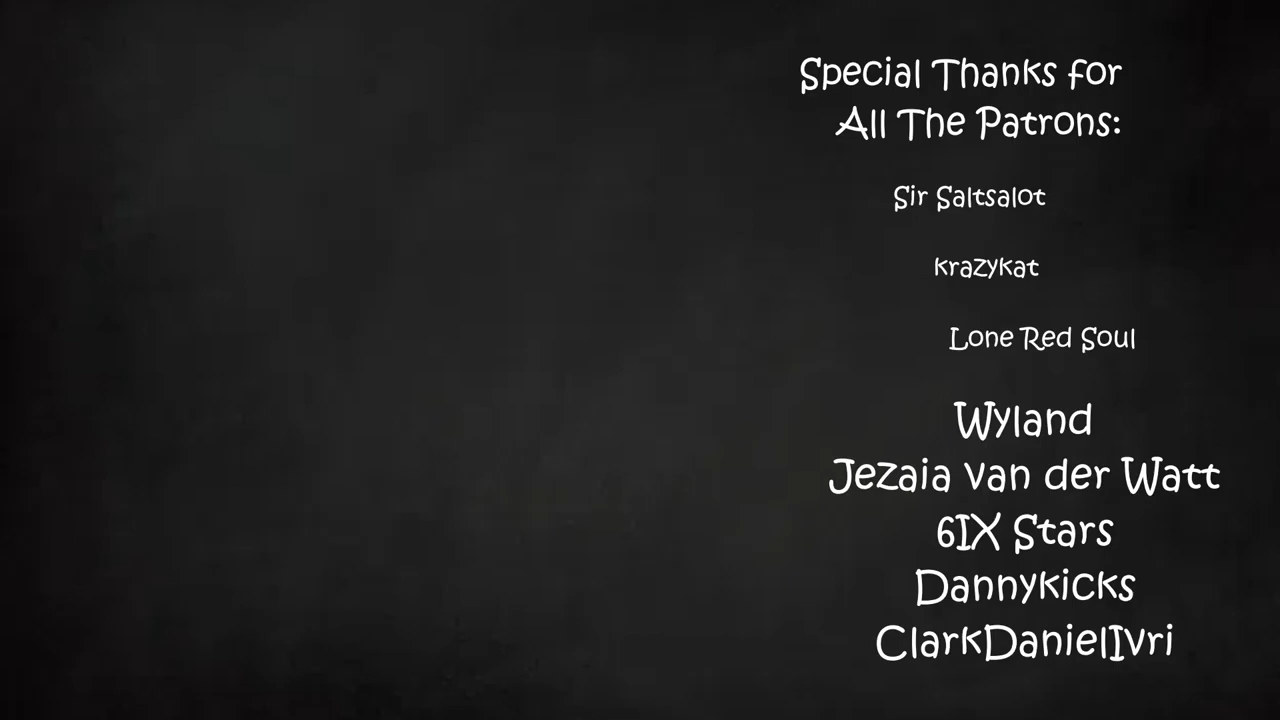 Special Thanks for
All The Patrons:
Sir Saltsalot
krazykat
Lone Red Soul
Wyland
Jezaia van der Watt
6IX Stars
Dannykicks
ClarkDanielIvri